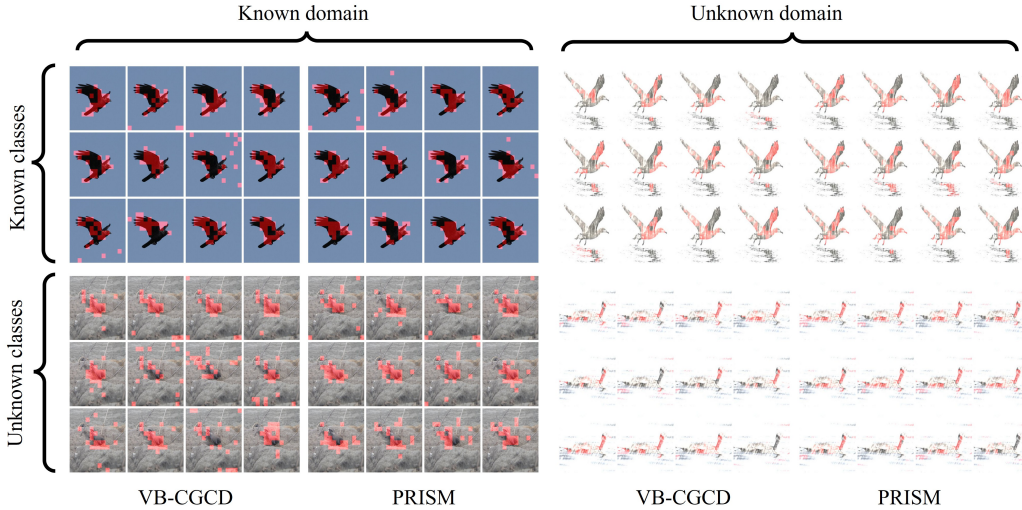 Known domain
Unknown domain
Known classes
Unknown classes
VB-CGCD
PRISM
VB-CGCD
PRISM